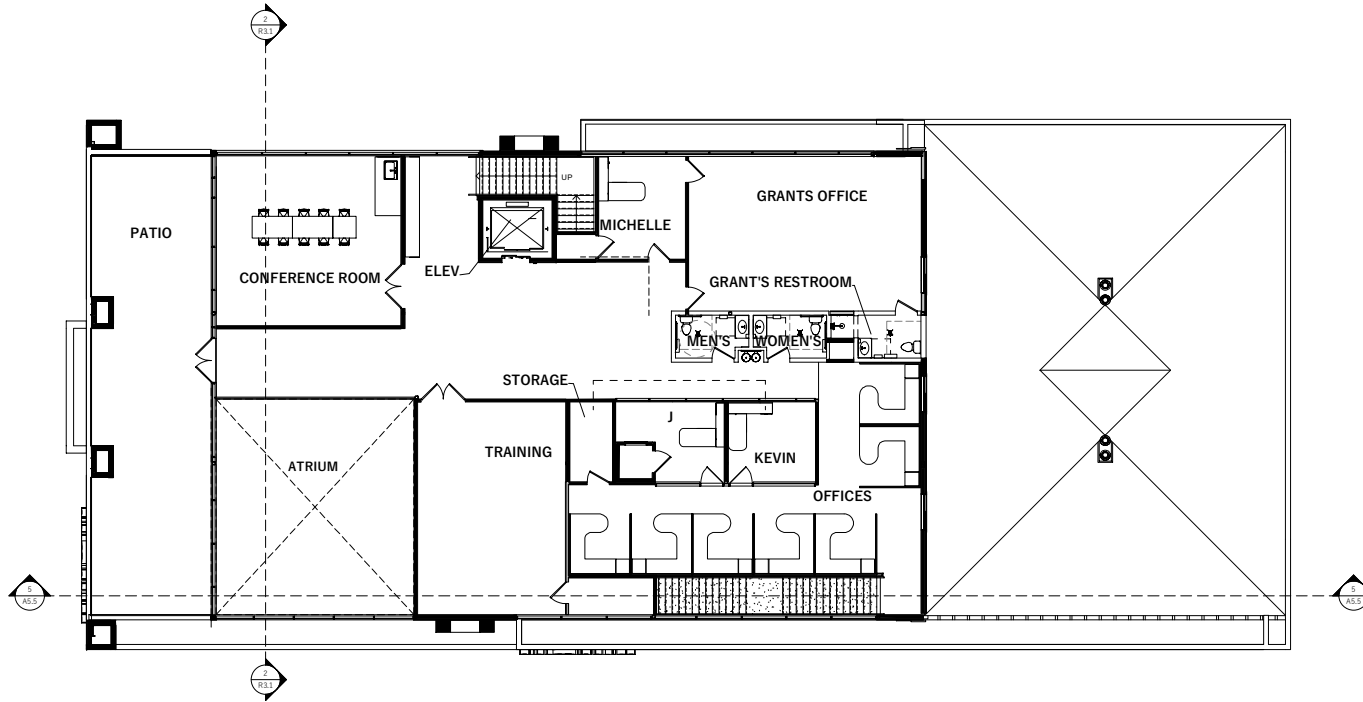 2
R3.1
UP
GRANTS OFFICE
MICHELLE
PATIO
ELEV
CONFERENCE ROOM
GRANT'S RESTROOM
MEN'S
WOMEN'S
STORAGE
J
TRAINING
KEVIN
ATRIUM
OFFICES
5
A5.5
5
A5.5
2
R3.1